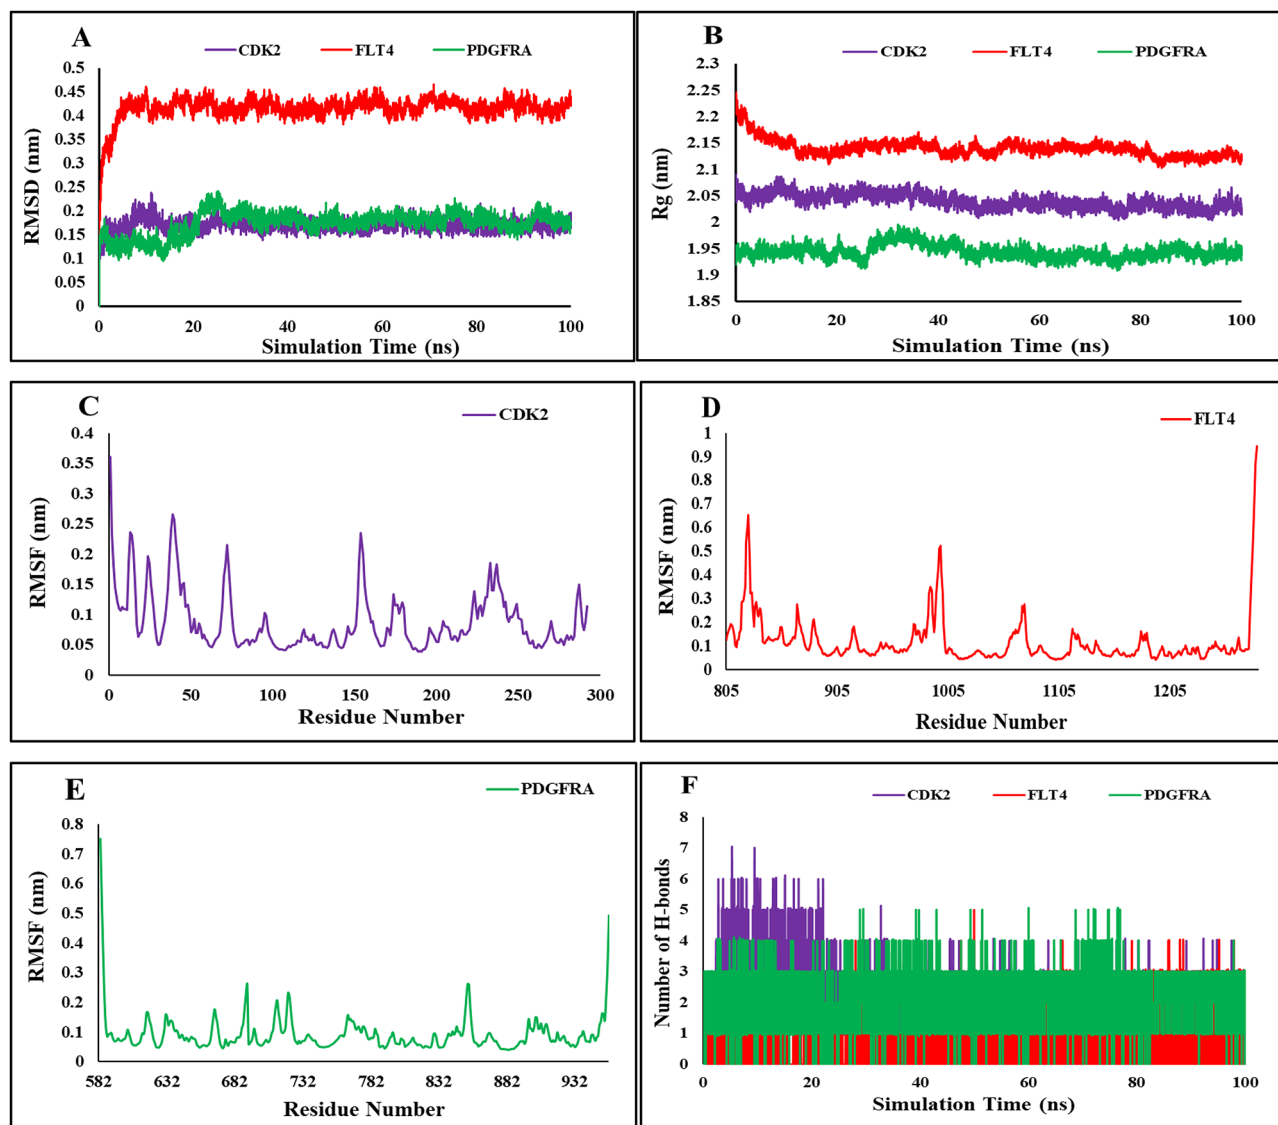 A
CDK2 FLT4 PDGFRA
0.5
0.45
0.4
0.35
0.3
0.25
0.2
0.15
0.1
0.05
0
RMSD (nm)
0 20 40 60 80 100
Simulation Time (ns)
B
CDK2 FLT4 PDGFRA
2.3
2.25
2.2
2.15
2.1
2.05
2
1.95
1.9
1.85
Rg (nm)
0 20 40 60 80 100
Simulation Time (ns)
C
CDK2
0.4
0.35
0.3
0.25
0.2
0.15
0.1
0.05
0
RMSF (nm)
0 50 100 150 200 250 300
Residue Number
D
FLT4
1
0.9
0.8
0.7
0.6
0.5
0.4
0.3
0.2
0.1
0
RMSF (nm)
805 905 1005 1105 1205
Residue Number
E
PDGFRA
0.8
0.7
0.6
0.5
0.4
0.3
0.2
0.1
0
RMSF (nm)
582 632 682 732 782 832 882 932
Residue Number
F
CDK2 FLT4 PDGFRA
8
7
6
5
4
3
2
1
0
Number of H-bonds
0 20 40 60 80 100
Simulation Time (ns)